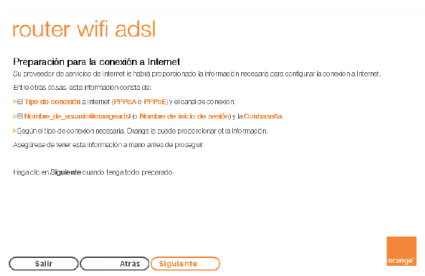 router wifi adsl
Preparación para la conexión a Internet
Su proveedor de servicios de Internet le habrá proporcionado la información necesaria para configurar la conexión a Internet.
Entre otras cosas, esta información consta de:
>El Tipo de conexión a Internet (PPPoA o PPPoE) y el canal de conexión.
>El Nombre_de_usuario@orangeadsl (o Nombre de inicio de sesión) y la Contraseña.
>Según el tipo de conexión necesaria, Orange le puede proporcionar otra información.
Asegúrese de tener esta información a mano antes de proseguir.
Haga clic en Siguiente cuando tenga todo preparado.
orange™
Salir Atrás Siguiente